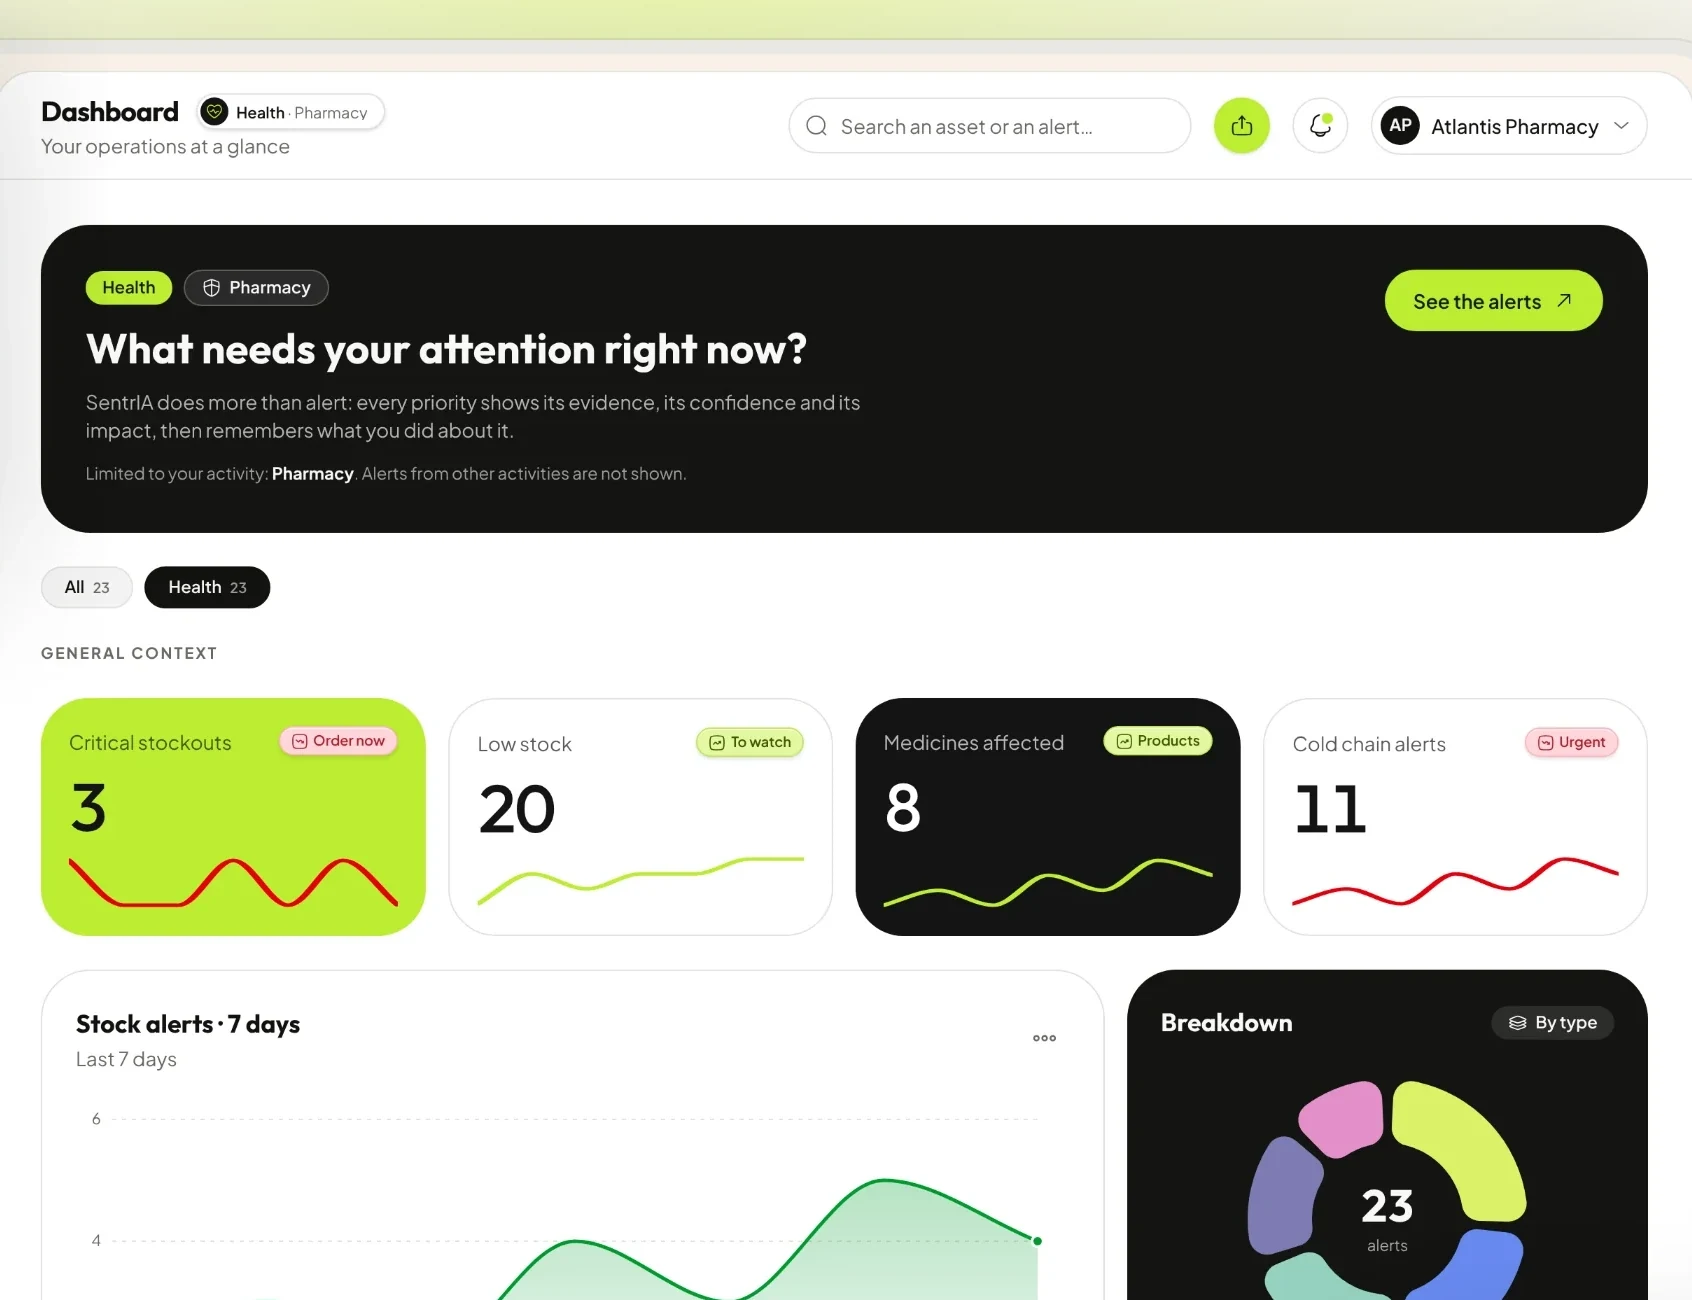 Dashboard
Health · Pharmacy
Your operations at a glance
Search an asset or an alert...
AP
Atlantis Pharmacy
Health
Pharmacy
See the alerts
What needs your attention right now?
SentrIA does more than alert: every priority shows its evidence, its confidence and its
impact, then remembers what you did about it.
Limited to your activity: Pharmacy. Alerts from other activities are not shown.
All 23
Health 23
GENERAL CONTEXT
Critical stockouts
Order now
3
Low stock
To watch
20
Medicines affected
Products
8
Cold chain alerts
Urgent
11
Stock alerts · 7 days
Last 7 days
6
4
Breakdown
By type
23
alerts